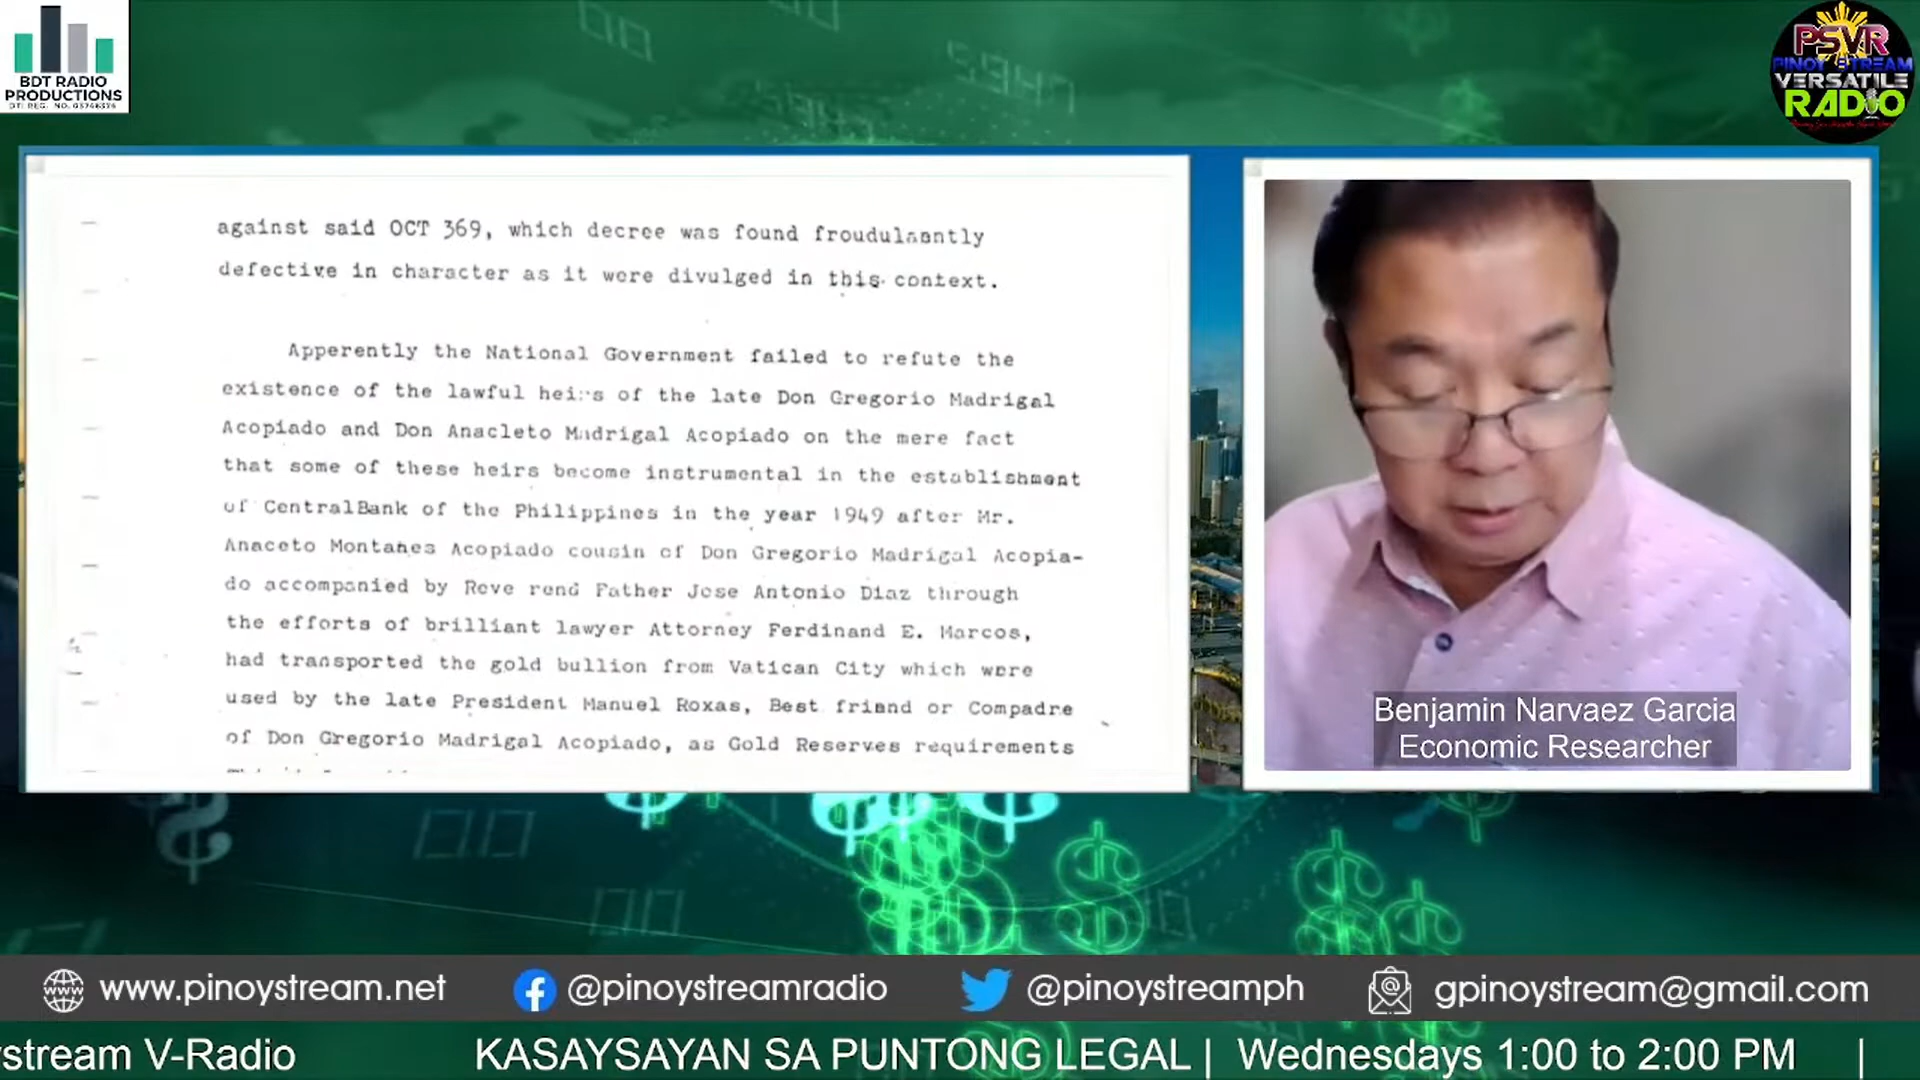 BDT RADIO
PRODUCTIONS
PSVR
PINOY STREAM
VERSATILE
RADIO
against said OCT 369, which decree was found froudulaantly
defective in character as it were divulged in this context.
Apperently the National Government failed to refute the
existence of the lawful heirs of the late Don Gregorio Madrigal
Acopiado and Don Anacleto Madrigal Acopiado on the mere fact
that some of these heirs become instrumental in the establishment
of CentralBank of the Philippines in the year 1949 after Mr.
Anaceto Montanes Acopiado cousin of Don Gregorio Madrigal Acopia-
do accompanied by Reve rend Father Jose Antonio Diaz through
the efforts of brilliant lawyer Attorney Ferdinand E. Marcos,
had transported the gold bullion from Vatican City which were
used by the late President Manuel Roxas, Best friend or Compadre
of Don Gregorio Madrigal Acopiado, as Gold Reserves requirements
Benjamin Narvaez Garcia
Economic Researcher
www.pinoystream.net
@pinoystreamradio
@pinoystreamph
gpinoystream@gmail.com
stream V-Radio KASAYSAYAN SA PUNTONG LEGAL | Wednesdays 1:00 to 2:00 PM |